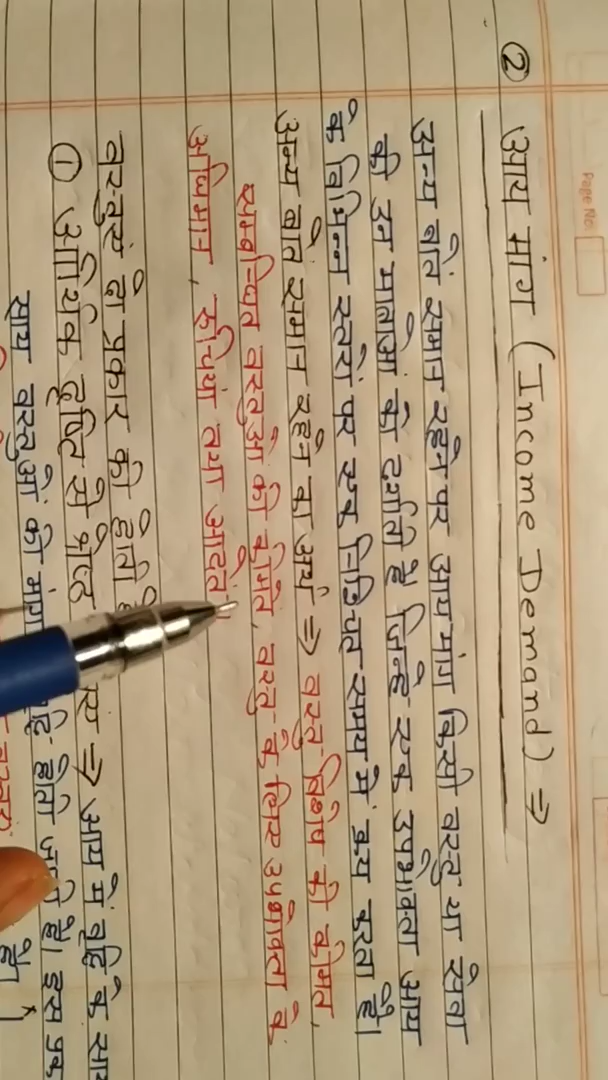 Page No.
② आय मांग (Income Demand) ⇒
अन्य बातें समान रहने पर आय मांग किसी वस्तु या सेवा
की उन मात्राओं को दर्शाती है जिन्हें एक उपभोक्ता आय
के विभिन्न स्तरों पर एक निश्चित समय में क्रय करता है।
अन्य बातें समान रहने का अर्थ ⇒ वस्तु विशेष की कीमत,
सम्बन्धित वस्तुओं की कीमतें, वस्तु के लिए उपभोक्ता के
अधिमान, रूचियां तथा आदतें
वस्तुएं दो प्रकार की होती
① आर्थिक दृष्टि से श्रेष्ठ ⇒ आय में वृद्धि के
साथ वस्तुओं की वृद्धि होती जाती है। इस
है।